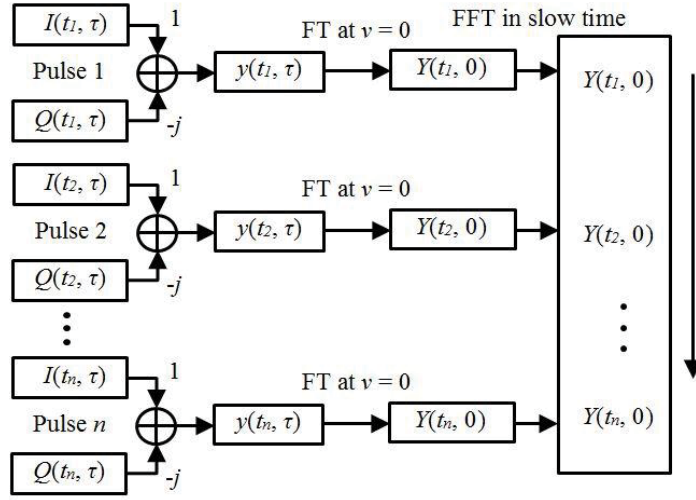 FT at v = 0
FFT in slow time
I(t1, τ)
1
Pulse 1
y(t1, τ)
Y(t1, 0)
Y(t1, 0)
Q(t1, τ)
-j
I(t2, τ)
1
FT at v = 0
Pulse 2
y(t2, τ)
Y(t2, 0)
Y(t2, 0)
Q(t2, τ)
-j
I(tn, τ)
1
FT at v = 0
Pulse n
y(tn, τ)
Y(tn, 0)
Y(tn, 0)
Q(tn, τ)
-j